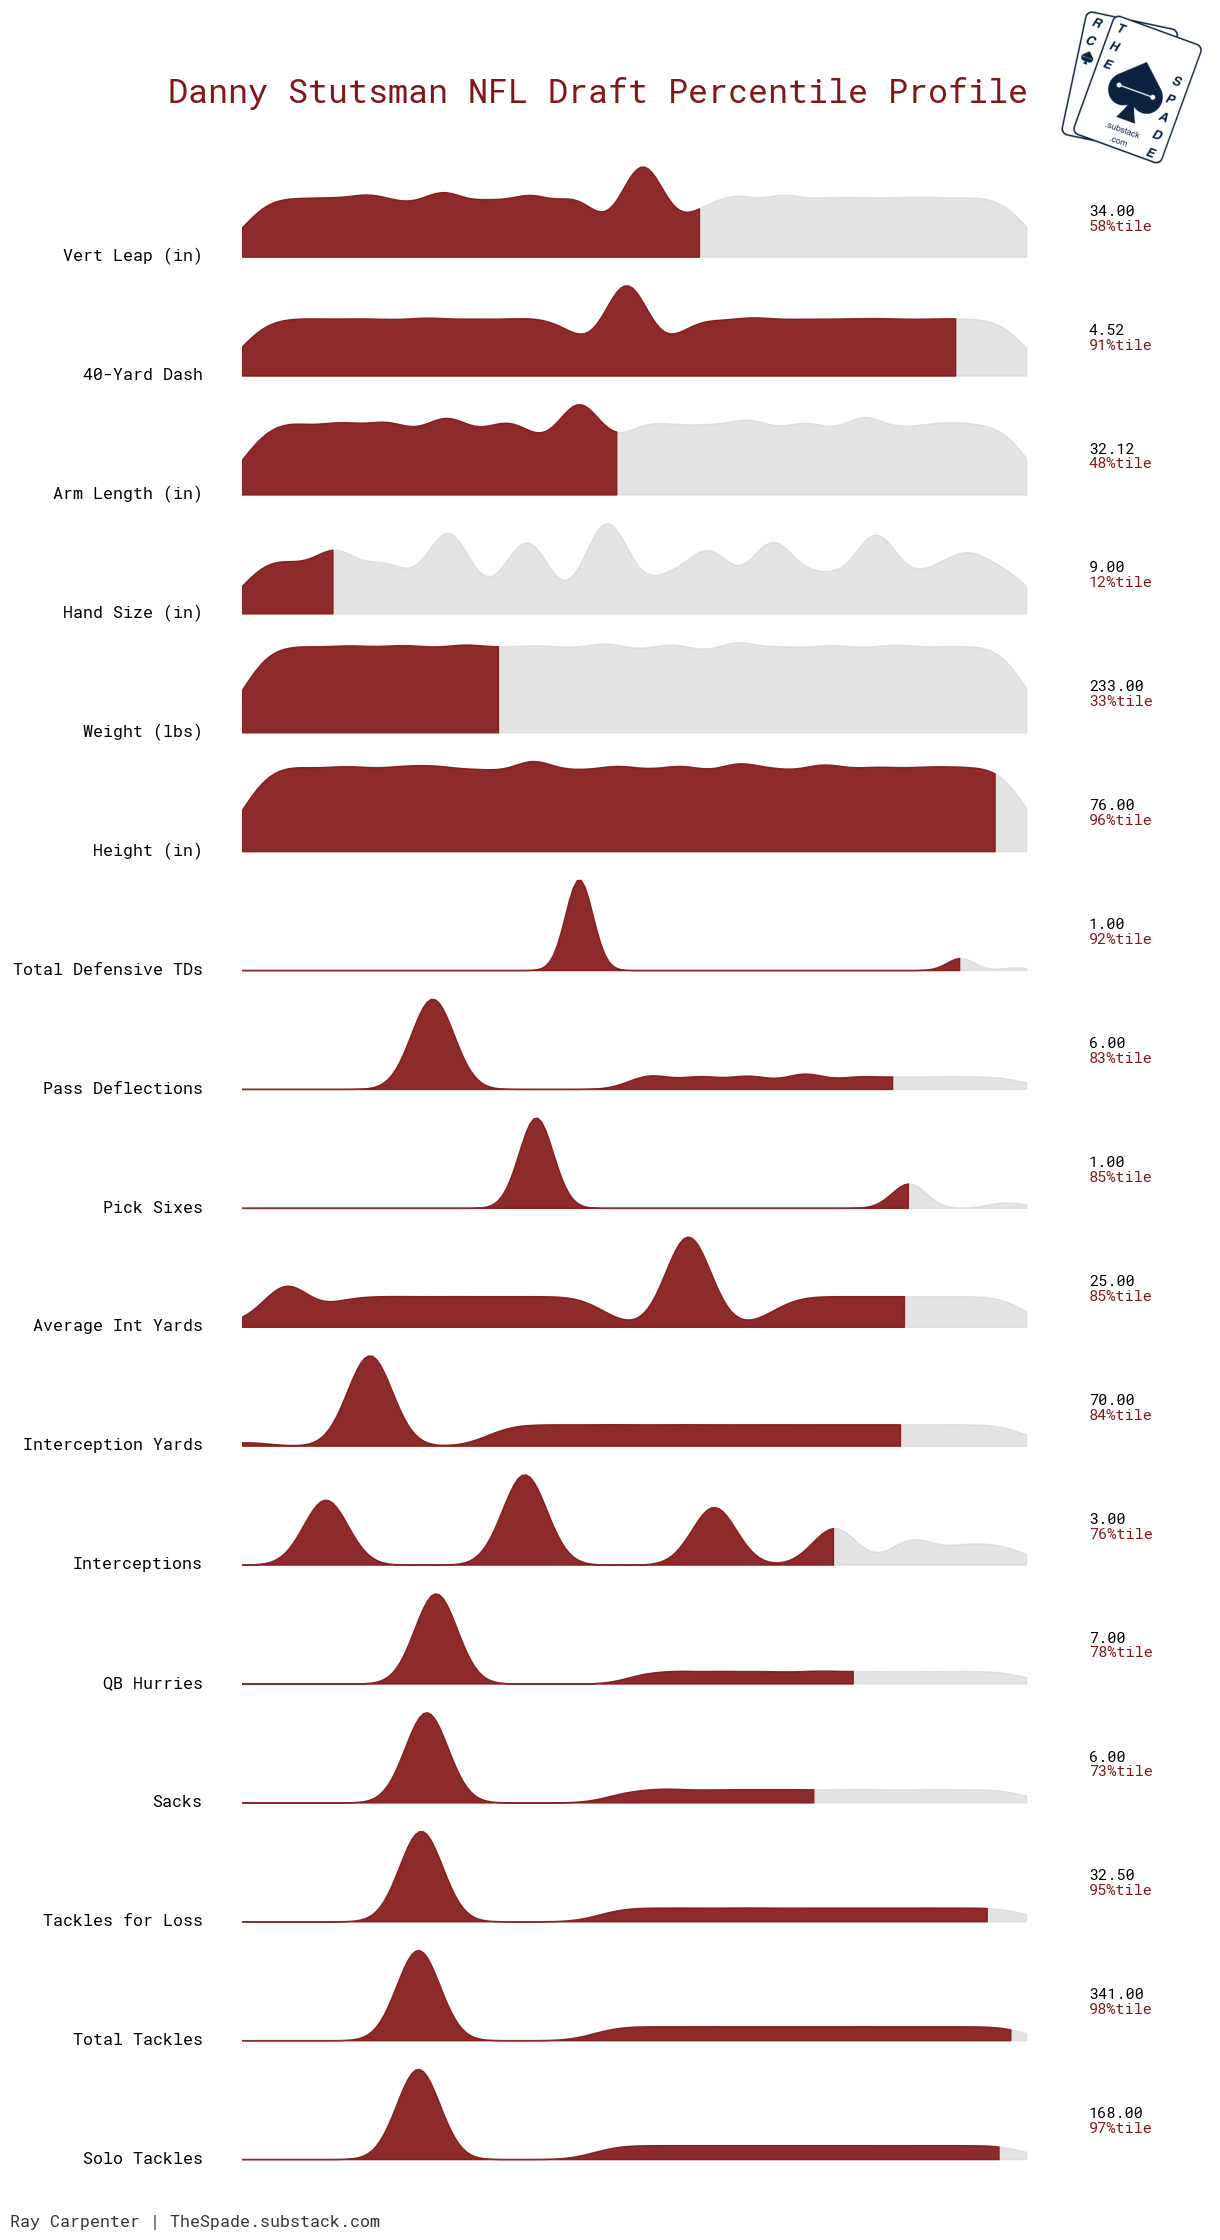 R
C
THE
SPADE
.substack
.com
Danny Stutsman NFL Draft Percentile Profile
Vert Leap (in)
34.00
58%tile
40-Yard Dash
4.52
91%tile
Arm Length (in)
32.12
48%tile
Hand Size (in)
9.00
12%tile
Weight (lbs)
233.00
33%tile
Height (in)
76.00
96%tile
Total Defensive TDs
1.00
92%tile
Pass Deflections
6.00
83%tile
Pick Sixes
1.00
85%tile
Average Int Yards
25.00
85%tile
Interception Yards
70.00
84%tile
Interceptions
3.00
76%tile
QB Hurries
7.00
78%tile
Sacks
6.00
73%tile
Tackles for Loss
32.50
95%tile
Total Tackles
341.00
98%tile
Solo Tackles
168.00
97%tile
Ray Carpenter | TheSpade.substack.com